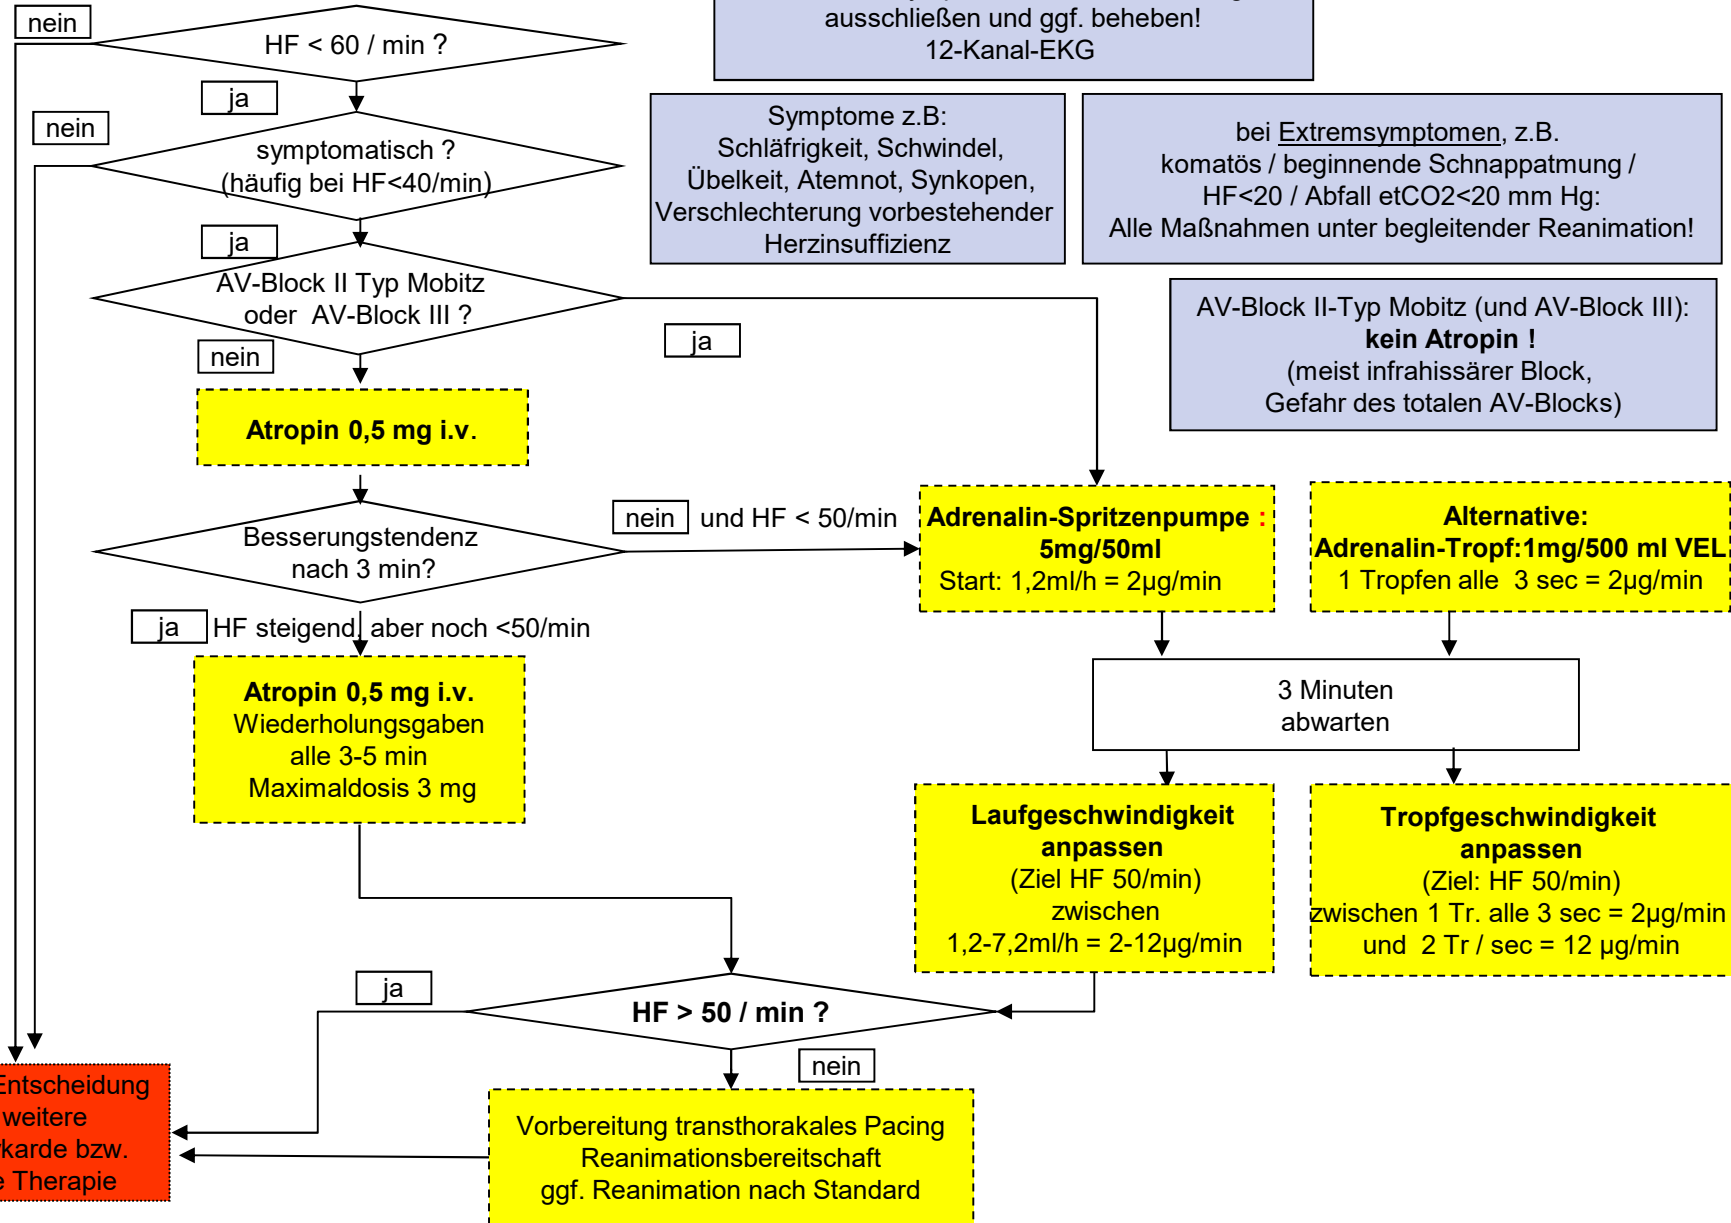 nein
HF < 60 / min ?
ausschließen und ggf. beheben!
12-Kanal-EKG
ja
nein
symptomatisch ?
(häufig bei HF<40/min)
Symptome z.B:
Schläfrigkeit, Schwindel,
Übelkeit, Atemnot, Synkopen,
Verschlechterung vorbestehender
Herzinsuffizienz
bei Extremsymptomen, z.B.
komatös / beginnende Schnappatmung /
HF<20 / Abfall etCO2<20 mm Hg:
Alle Maßnahmen unter begleitender Reanimation!
ja
AV-Block II Typ Mobitz
oder AV-Block III ?
ja
nein
AV-Block II-Typ Mobitz (und AV-Block III):
kein Atropin !
(meist infrahissärer Block,
Gefahr des totalen AV-Blocks)
Atropin 0,5 mg i.v.
Besserungstendenz
nach 3 min?
nein und HF < 50/min
Adrenalin-Spritzenpumpe :
5mg/50ml
Start: 1,2ml/h = 2µg/min
Alternative:
Adrenalin-Tropf:1mg/500 ml VEL
1 Tropfen alle 3 sec = 2µg/min
ja HF steigend, aber noch <50/min
Atropin 0,5 mg i.v.
Wiederholungsgaben
alle 3-5 min
Maximaldosis 3 mg
3 Minuten
abwarten
Laufgeschwindigkeit
anpassen
(Ziel HF 50/min)
zwischen
1,2-7,2ml/h = 2-12µg/min
Tropfgeschwindigkeit
anpassen
(Ziel: HF 50/min)
zwischen 1 Tr. alle 3 sec = 2µg/min
und 2 Tr / sec = 12 µg/min
ja
HF > 50 / min ?
nein
Entscheidung
weitere
karde bzw.
Therapie
Vorbereitung transthorakales Pacing
Reanimationsbereitschaft
ggf. Reanimation nach Standard